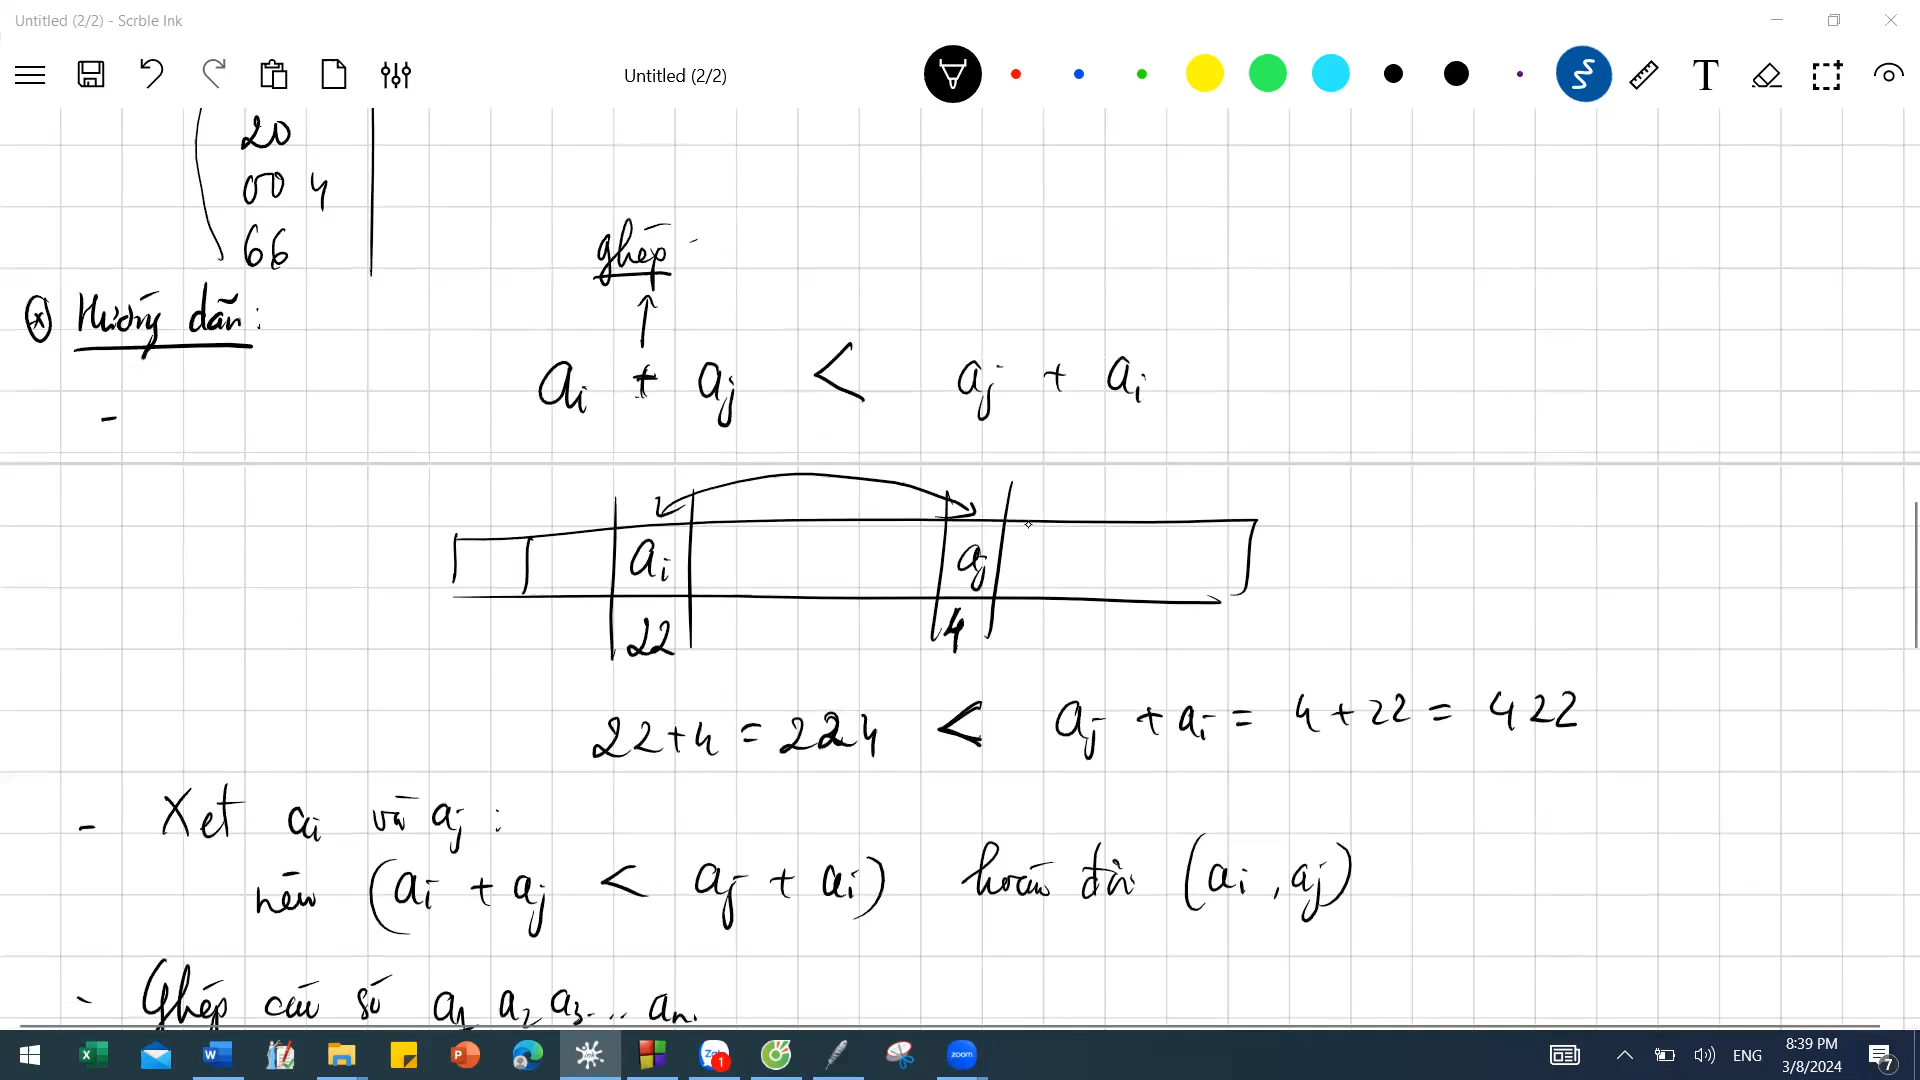 Untitled (2/2) - Scrble Ink
Untitled (2/2)
T
20
00 4
66
ghép
Hướng dẫn:
ai + aj < aj + ai
-
ai aj
22 4
22+4 = 224 < aj + ai = 4+22 = 422
- Xét ai và aj :
nếu (ai + aj < aj + ai) hoán đổi (ai, aj)
- Ghép các số a1 a2 a3... an.
zoom
1
ENG
8:39 PM
3/8/2024
7